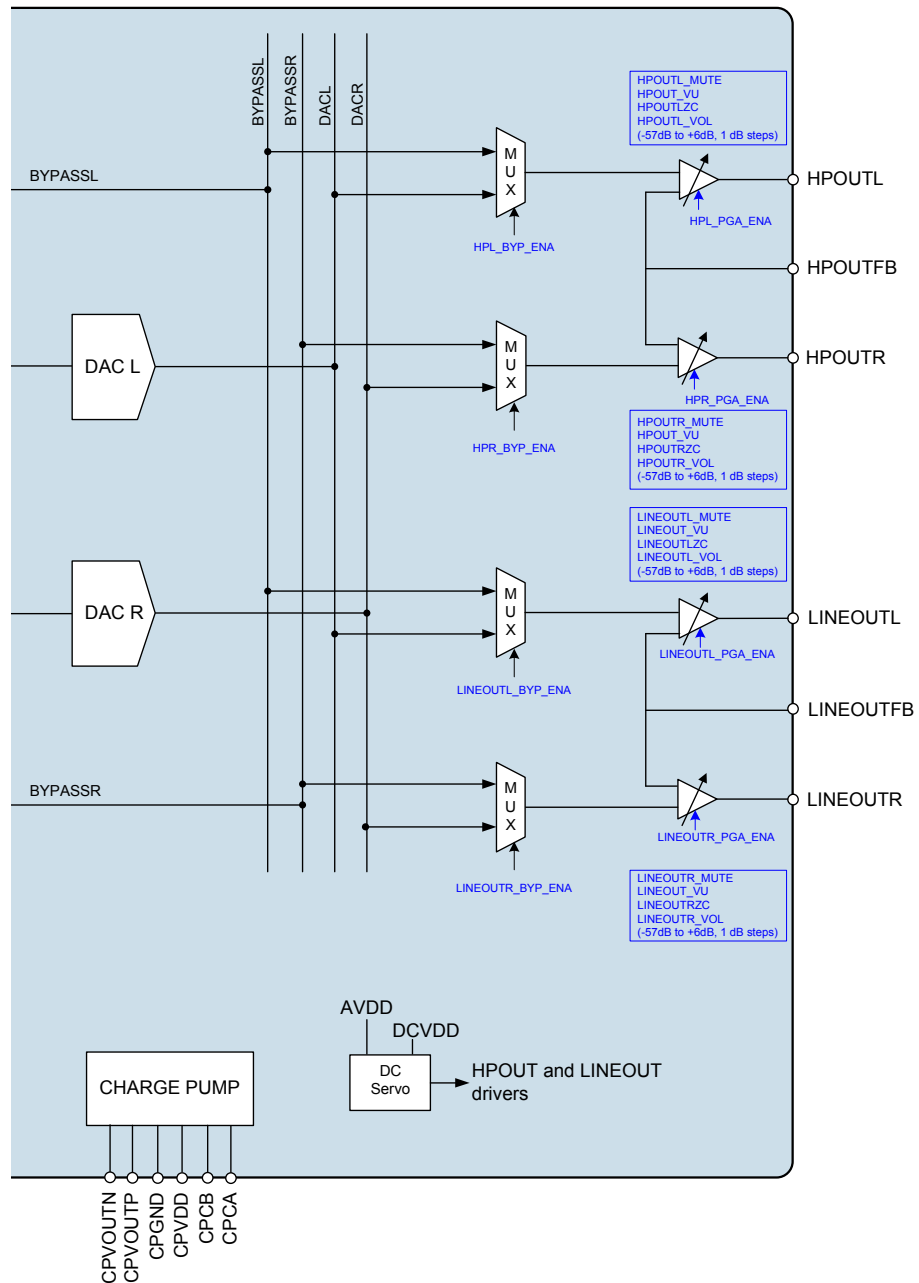 BYPASSL
BYPASSR
DACL
DACR
HPOUTL_MUTE
HPOUT_VU
HPOUTLZC
HPOUTL_VOL
(-57dB to +6dB, 1 dB steps)
BYPASSL
MUX
HPL_BYP_ENA
HPL_PGA_ENA
HPOUTL
HPOUTFB
DAC L
MUX
HPR_BYP_ENA
HPR_PGA_ENA
HPOUTR
HPOUTR_MUTE
HPOUT_VU
HPOUTRZC
HPOUTR_VOL
(-57dB to +6dB, 1 dB steps)
LINEOUTL_MUTE
LINEOUT_VU
LINEOUTLZC
LINEOUTL_VOL
(-57dB to +6dB, 1 dB steps)
DAC R
MUX
LINEOUTL_BYP_ENA
LINEOUTL_PGA_ENA
LINEOUTL
LINEOUTFB
BYPASSR
MUX
LINEOUTR_BYP_ENA
LINEOUTR_PGA_ENA
LINEOUTR
LINEOUTR_MUTE
LINEOUT_VU
LINEOUTRZC
LINEOUTR_VOL
(-57dB to +6dB, 1 dB steps)
AVDD
DCVDD
DC
Servo
HPOUT and LINEOUT
drivers
CHARGE PUMP
CPVOUTN
CPVOUTP
CPGND
CPVDD
CPCB
CPCA